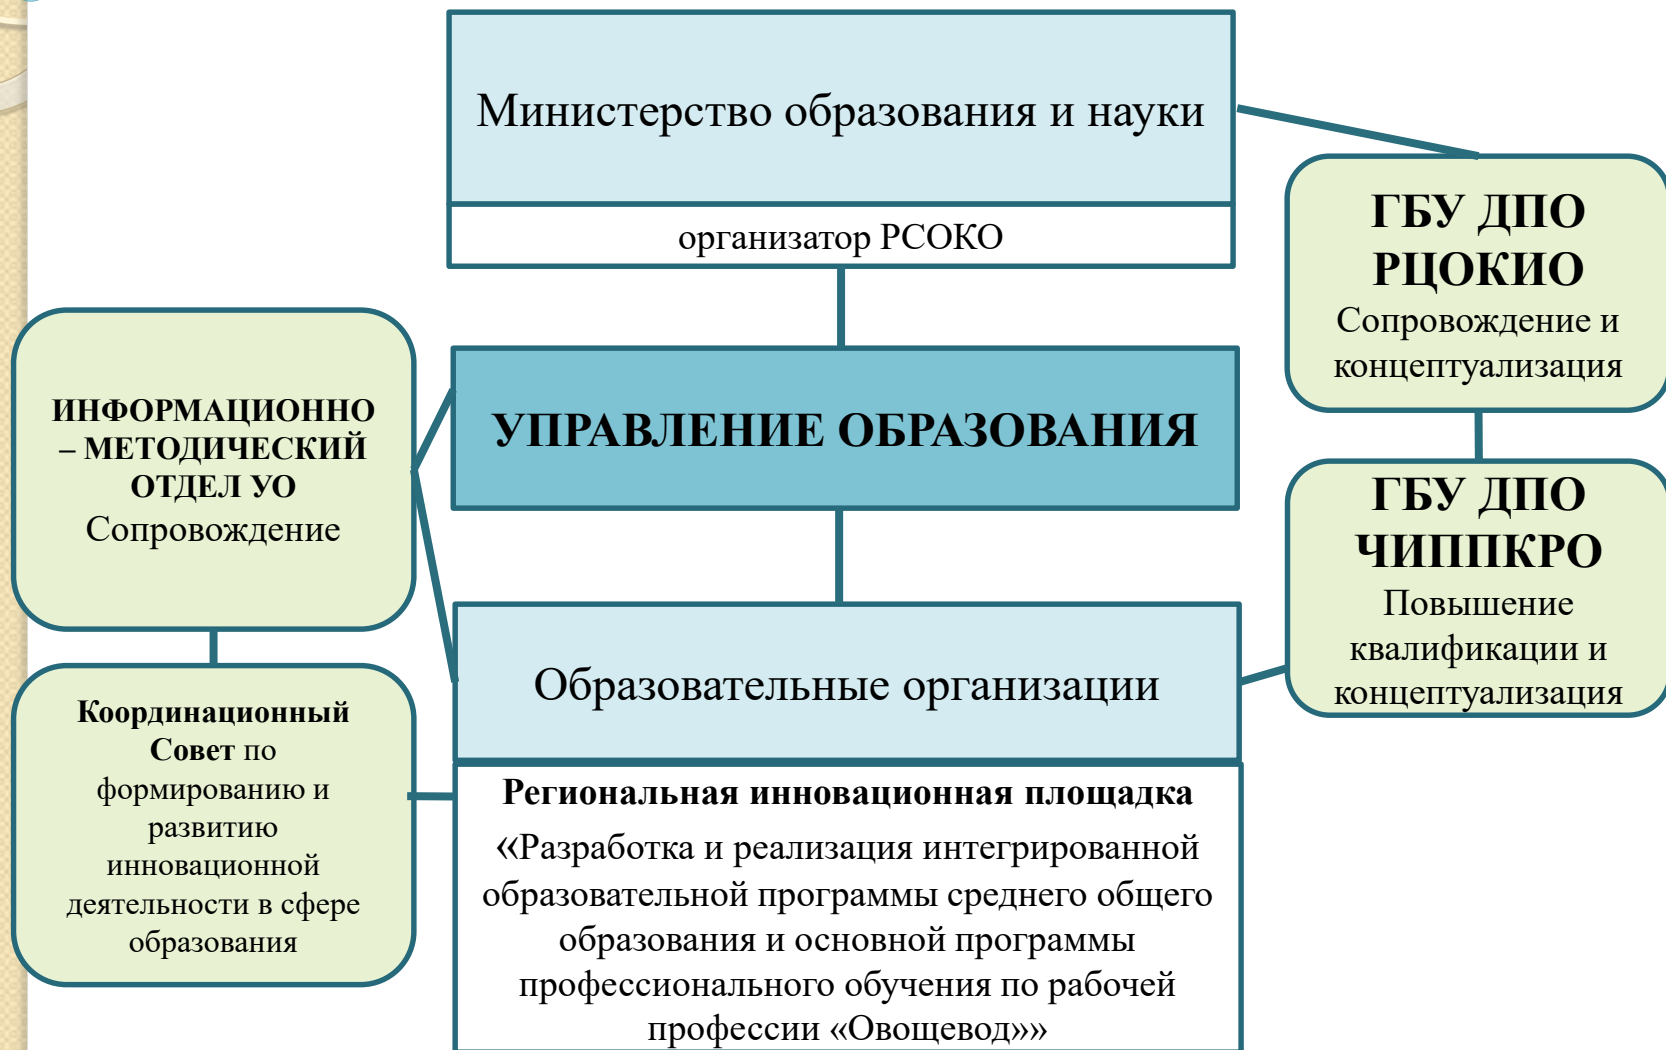 Министерство образования и науки
организатор РСОКО
ГБУ ДПО
РЦОКИО
Сопровождение и
концептуализация
ИНФОРМАЦИОННО
– МЕТОДИЧЕСКИЙ
ОТДЕЛ УО
Сопровождение
УПРАВЛЕНИЕ ОБРАЗОВАНИЯ
ГБУ ДПО
ЧИППКРО
Повышение
квалификации и
концептуализация
Координационный
Совет по
формированию и
развитию
инновационной
деятельности в сфере
образования
Образовательные организации
Региональная инновационная площадка
«Разработка и реализация интегрированной
образовательной программы среднего общего
образования и основной программы
профессионального обучения по рабочей
профессии «Овощевод»»